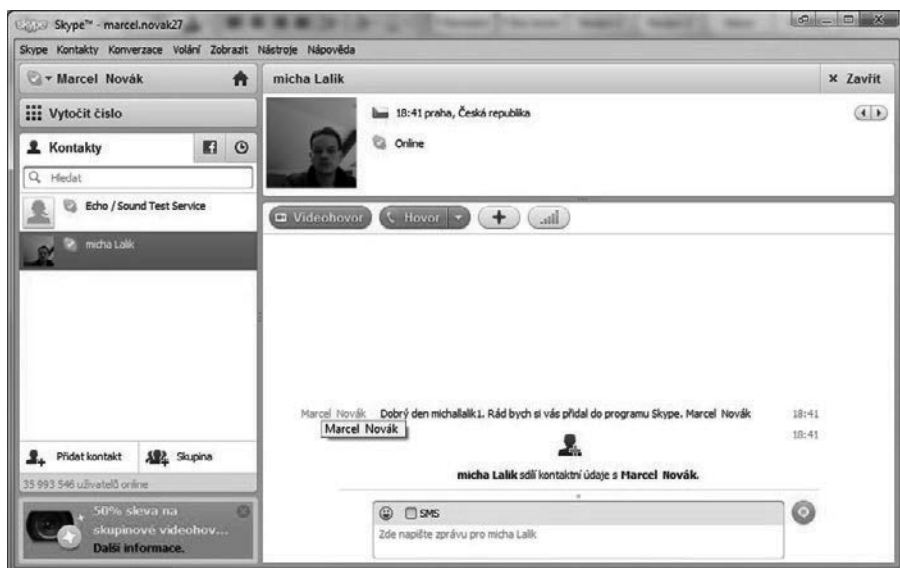 Skype™ - marcel.novak27
Skype Kontakty Konverzace Volání Zobrazit Nástroje Nápověda
Marcel Novák
Vytočit číslo
Kontakty
Hledat
Echo / Sound Test Service
micha Lalik
Přidat kontakt
Skupina
35 993 546 uživatelů online
50% sleva na
skupinové videohov...
Další informace.
micha Lalik
Zavřít
18:41 praha, Česká republika
Online
Videohovor
Hovor
Marcel Novák Dobrý den michallalik1. Rád bych si vás přidal do programu Skype. Marcel Novák 18:41
Marcel Novák
18:41
micha Lalik sdílí kontaktní údaje s Marcel Novák.
SMS
Zde napište zprávu pro micha Lalik